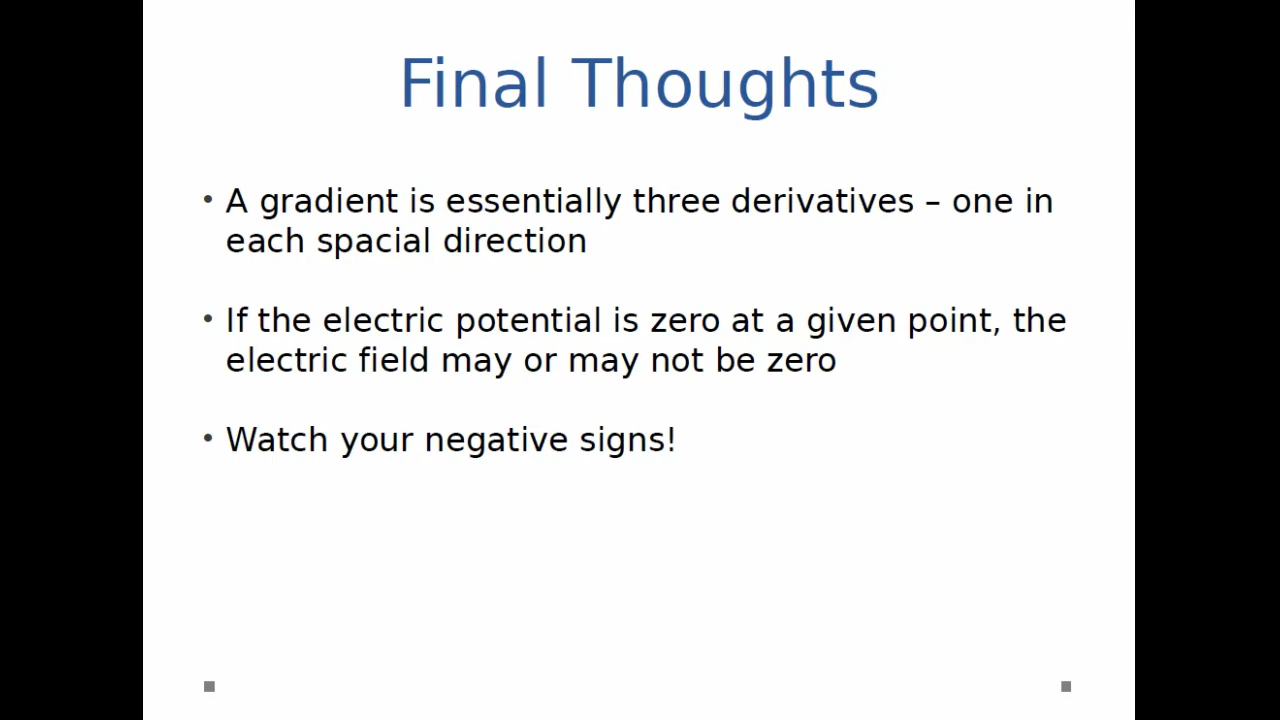 Final Thoughts
• A gradient is essentially three derivatives – one in
each spacial direction
• If the electric potential is zero at a given point, the
electric field may or may not be zero
• Watch your negative signs!